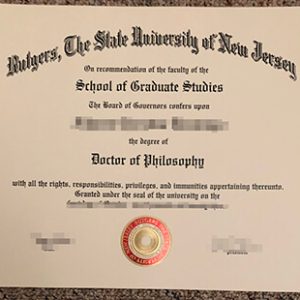 Rutgers, The State University of New Jersey
On recommendation of the faculty of the
School of Graduate Studies
The Board of Governors confers upon
the degree of
Doctor of Philosophy
with all the rights, responsibilities, privileges, and immunities appertaining thereunto.
Granted under the seal of the university on the